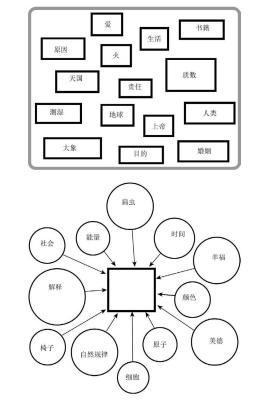 爱
书籍
生活
原因
火
天国
质数
责任
潮湿
地球
人类
上帝
大象
目的
婚姻
扁虫
能量
时间
社会
幸福
解释
颜色
椅子
自然规律
原子
美德
细胞